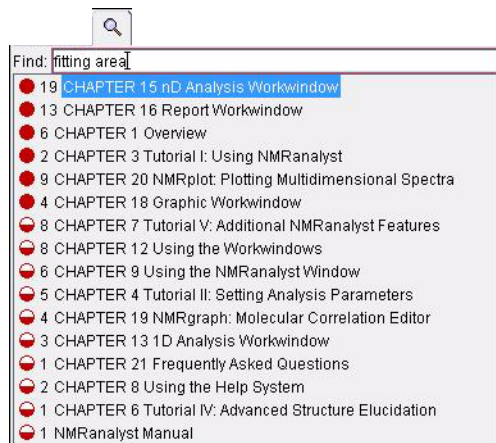 Find: fitting area
19 CHAPTER 15 nD Analysis Workwindow
13 CHAPTER 16 Report Workwindow
6 CHAPTER 1 Overview
2 CHAPTER 3 Tutorial I: Using NMRanalyst
9 CHAPTER 20 NMRplot: Plotting Multidimensional Spectra
4 CHAPTER 18 Graphic Workwindow
8 CHAPTER 7 Tutorial V: Additional NMRanalyst Features
8 CHAPTER 12 Using the Workwindows
6 CHAPTER 9 Using the NMRanalyst Window
5 CHAPTER 4 Tutorial II: Setting Analysis Parameters
4 CHAPTER 19 NMRgraph: Molecular Correlation Editor
3 CHAPTER 13 1D Analysis Workwindow
1 CHAPTER 21 Frequently Asked Questions
2 CHAPTER 8 Using the Help System
1 CHAPTER 6 Tutorial IV: Advanced Structure Elucidation
1 NMRanalyst Manual